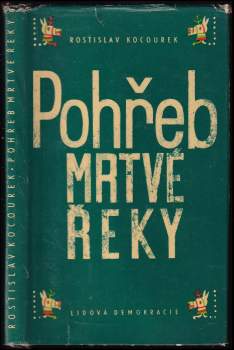 ROSTISLAV KOCOUREK
Pohřeb
MRTVÉ
ŘEKY
LIDOVÁ DEMOKRACIE
ROSTISLAV KOCOUREK • POHŘEB MRTVÉ ŘEKY